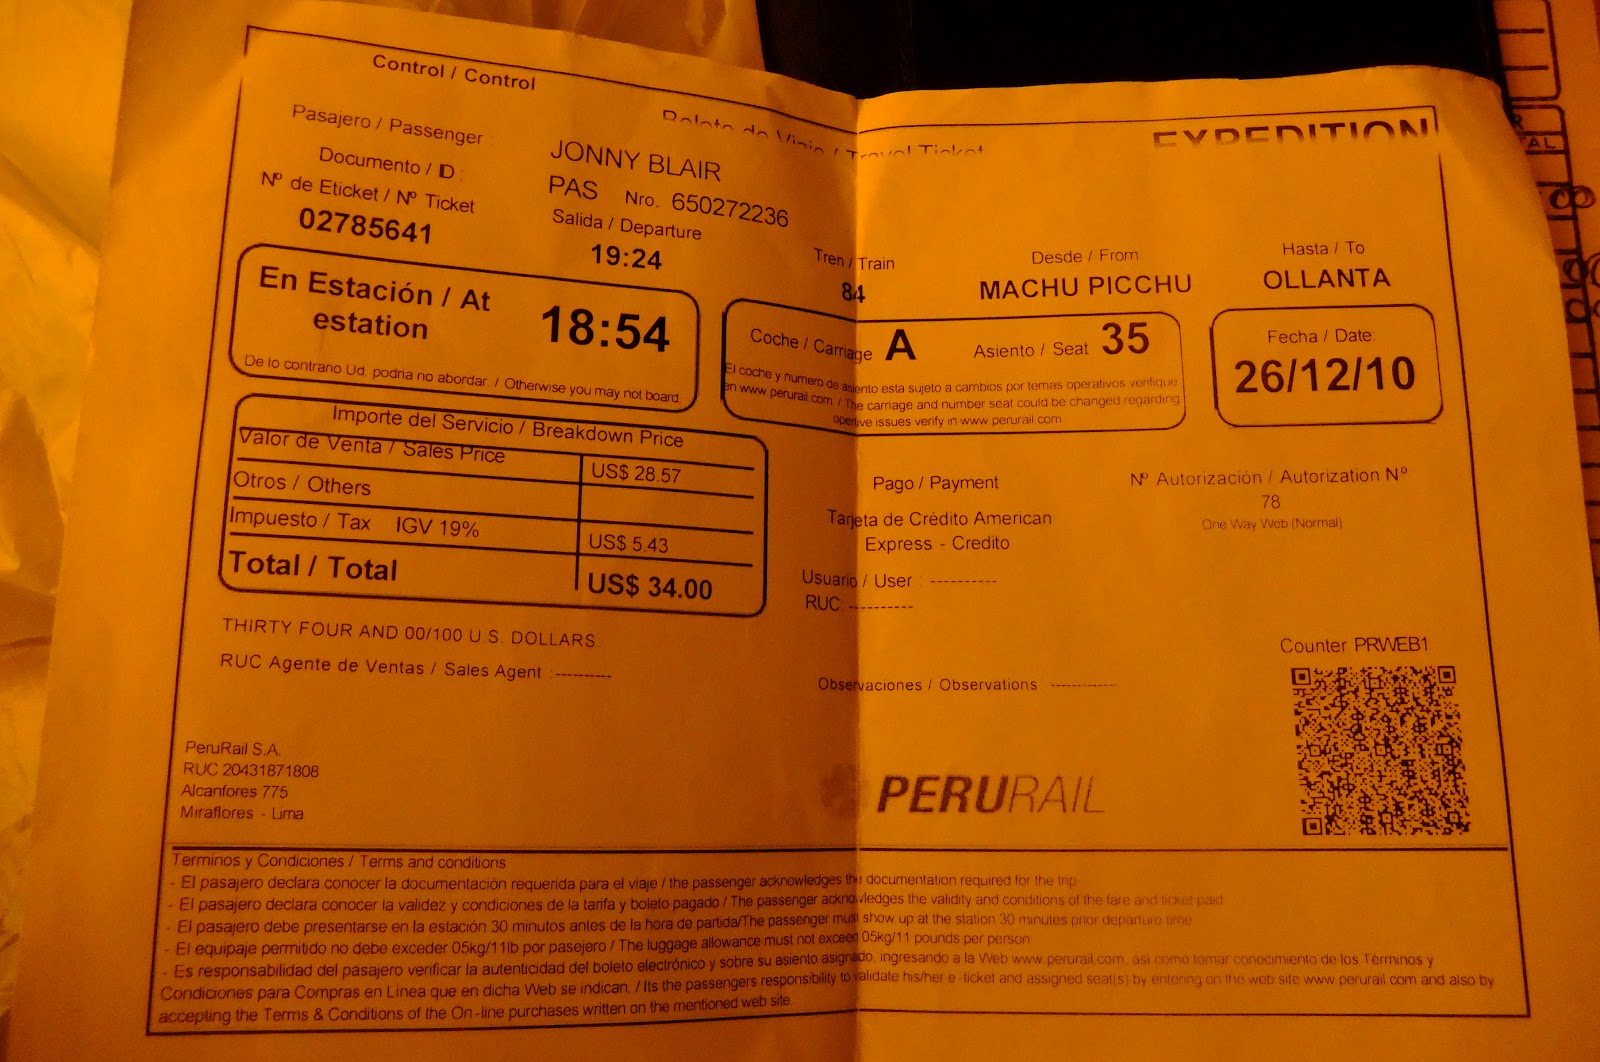 Control / Control
Boleto de Viaje / Travel Ticket
EXPEDITION
Pasajero / Passenger :
JONNY BLAIR
Documento / ID :
PAS Nro. 650272236
Nº de Eticket / Nº Ticket
02785641
Salida / Departure
19:24
Tren / Train
84
Desde / From
MACHU PICCHU
Hasta / To
OLLANTA
En Estación / At
estation
18:54
De lo contrario Ud. podria no abordar. / Otherwise you may not board.
Coche / Carriage A
Asiento / Seat 35
El coche y numero de asiento esta sujeto a cambios por temas operativos verifique
en www.perurail.com. / The carriage and number seat could be changed regarding
opertive issues verify in www.perurail.com
Fecha / Date:
26/12/10
Importe del Servicio / Breakdown Price
Valor de Venta / Sales Price
US$ 28.57
Otros / Others
Impuesto / Tax IGV 19%
US$ 5.43
Total / Total
US$ 34.00
Pago / Payment
Tarjeta de Crédito American
Express - Credito
Nº Autorización / Autorization Nº
78
One Way Web (Normal)
Usuario / User : ----------
RUC: ----------
THIRTY FOUR AND 00/100 U.S. DOLLARS
RUC Agente de Ventas / Sales Agent :----------
Observaciones / Observations: ------------
Counter PRWEB1
PeruRail S.A.
RUC 20431871808
Alcanfores 775
Miraflores - Lima
PERURAIL
Terminos y Condiciones / Terms and conditions
- El pasajero declara conocer la documentación requerida para el viaje / the passenger acknowledges the documentation required for the trip
- El pasajero declara conocer la validez y condiciones de la tarifa y boleto pagado / The passenger acknowledges the validity and conditions of the fare and ticket paid
- El pasajero debe presentarse en la estación 30 minutos antes de la hora de partida/The passenger must show up at the station 30 minutes prior departure time
- El equipaje permitido no debe exceder 05kg/11lb por pasejero / The luggage allowance must not exceed 05kg/11 pounds per person
- Es responsabilidad del pasajero verificar la autenticidad del boleto electrónico y sobre su asiento asignado, ingresando a la Web www.perurail.com, asi como tomar conocimiento de los Términos y
Condiciones para Compras en Linea que en dicha Web se indican. / Its the passengers responsibility to validate his/her e -ticket and assigned seat(s) by entering on the web site www.perurail.com and also by
accepting the Terms & Conditions of the On -line purchases written on the mentioned web site.